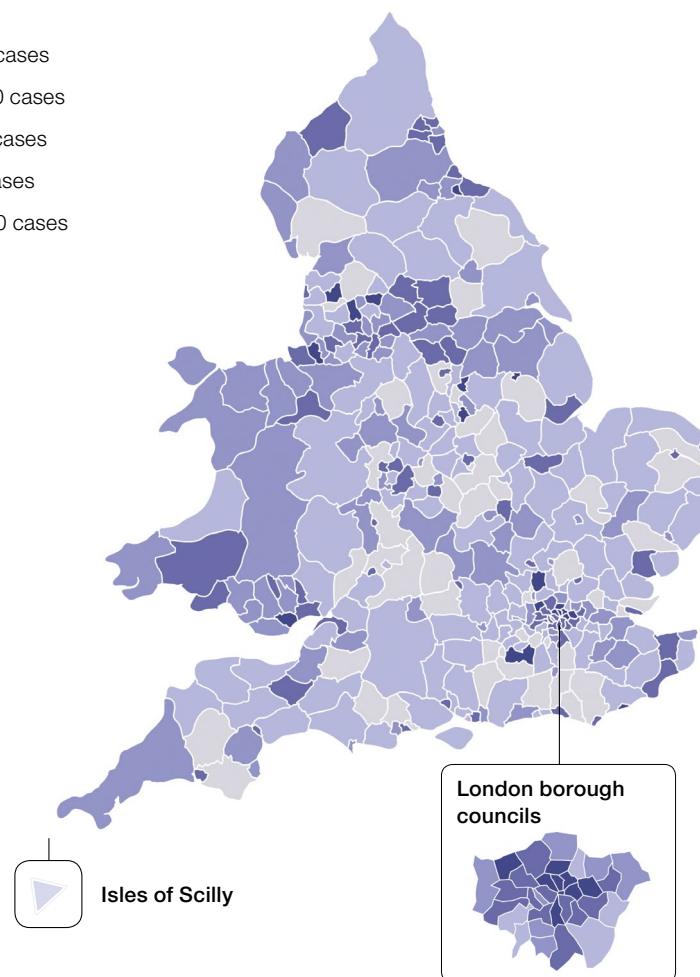 cases
0 cases
cases
ases
0 cases
London borough
councils
Isles of Scilly